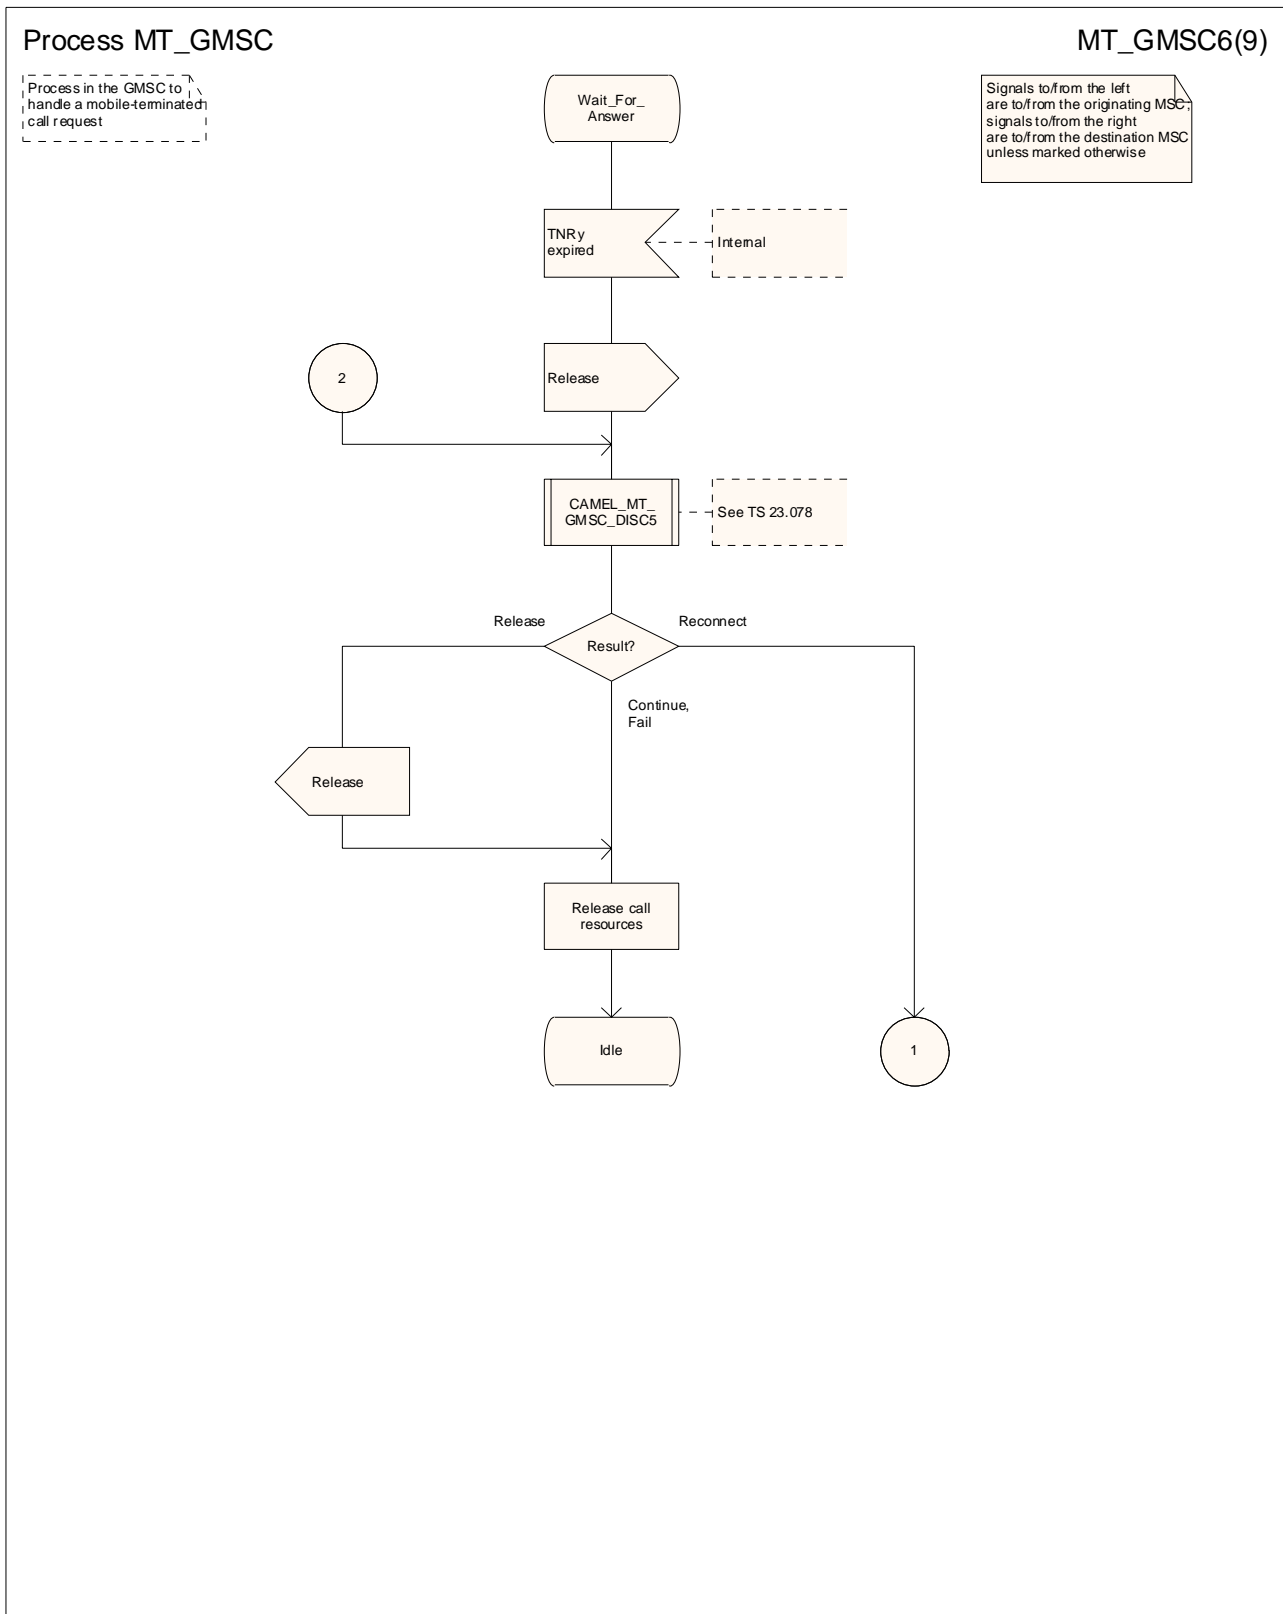 Process MT_GMSC
MT_GMSC6(9)
Process in the GMSC to
handle a mobile-terminated
call request
Wait_For_
Answer
Signals to/from the left
are to/from the originating MSC;
signals to/from the right
are to/from the destination MSC
unless marked otherwise
TNRy
expired
Internal
2
Release
CAMEL_MT_
GMSC_DISC5
See TS 23.078
Release
Reconnect
Result?
Continue,
Fail
Release
Release call
resources
Idle
1